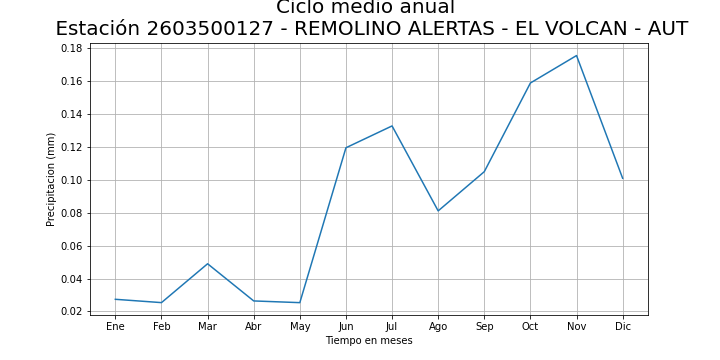 Ciclo medio anual
Estación 2603500127 - REMOLINO ALERTAS - EL VOLCAN - AUT
0.18
0.16
0.14
0.12
0.10
0.08
0.06
0.04
0.02
Precipitacion (mm)
Ene Feb Mar Abr May Jun Jul Ago Sep Oct Nov Dic
Tiempo en meses